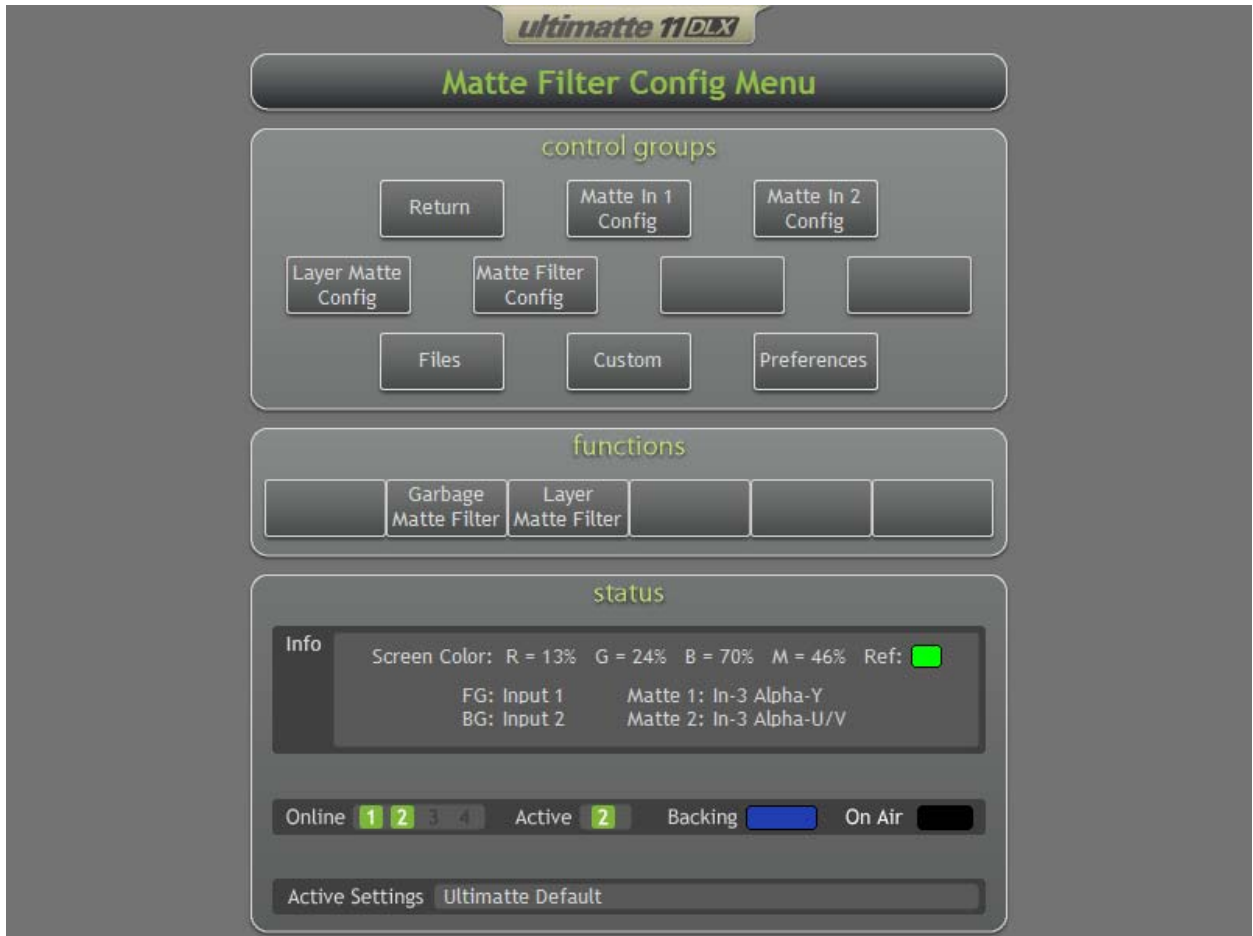 ultimatte 11 DLX
Matte Filter Config Menu
control groups
Return
Matte In 1
Config
Matte In 2
Config
Layer Matte
Config
Matte Filter
Config
Files
Custom
Preferences
functions
Garbage
Matte Filter
Layer
Matte Filter
status
Info
Screen Color: R = 13% G = 24% B = 70% M = 46% Ref:
FG: Input 1 Matte 1: In-3 Alpha-Y
BG: Input 2 Matte 2: In-3 Alpha-U/V
Online 1 2 3 4 Active 2 Backing On Air
Active Settings Ultimatte Default